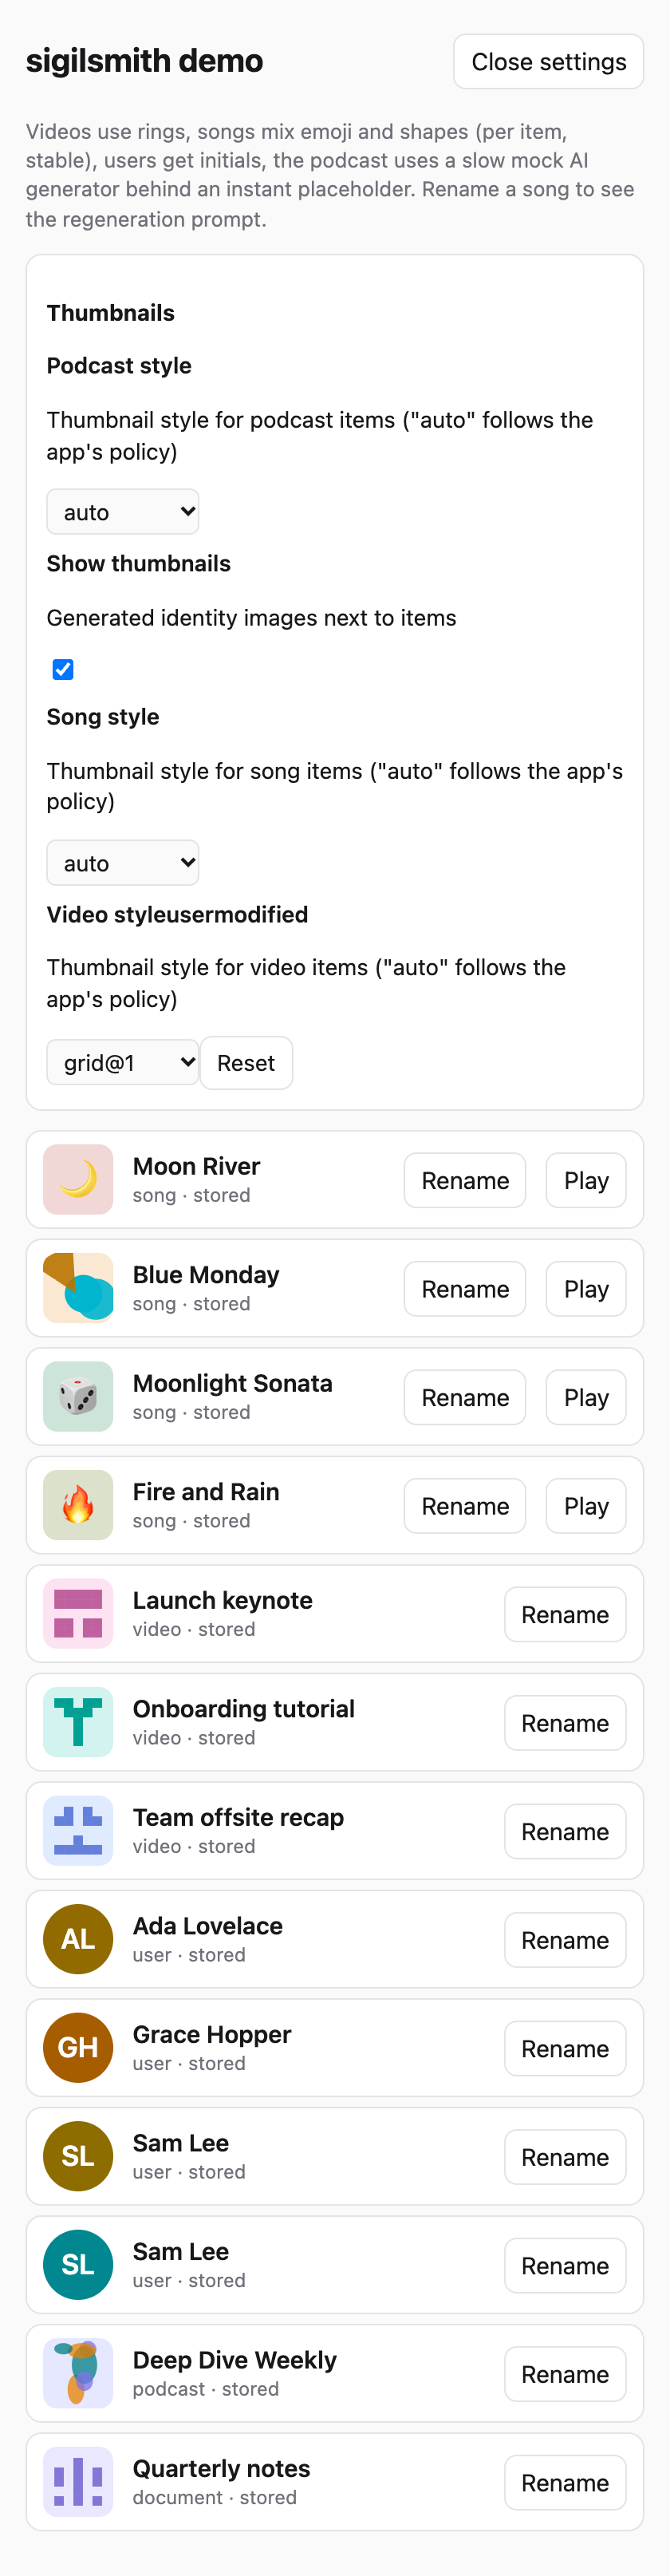 sigilsmith demo
Close settings
Videos use rings, songs mix emoji and shapes (per item,
stable), users get initials, the podcast uses a slow mock AI
generator behind an instant placeholder. Rename a song to see
the regeneration prompt.
Thumbnails
Podcast style
Thumbnail style for podcast items ("auto" follows the
app's policy)
auto
Show thumbnails
Generated identity images next to items
Song style
Thumbnail style for song items ("auto" follows the app's
policy)
auto
Video styleusermodified
Thumbnail style for video items ("auto" follows the
app's policy)
grid@1
Reset
Moon River
song · stored
Rename
Play
Blue Monday
song · stored
Rename
Play
Moonlight Sonata
song · stored
Rename
Play
Fire and Rain
song · stored
Rename
Play
Launch keynote
video · stored
Rename
Onboarding tutorial
video · stored
Rename
Team offsite recap
video · stored
Rename
AL
Ada Lovelace
user · stored
Rename
GH
Grace Hopper
user · stored
Rename
SL
Sam Lee
user · stored
Rename
SL
Sam Lee
user · stored
Rename
Deep Dive Weekly
podcast · stored
Rename
Quarterly notes
document · stored
Rename